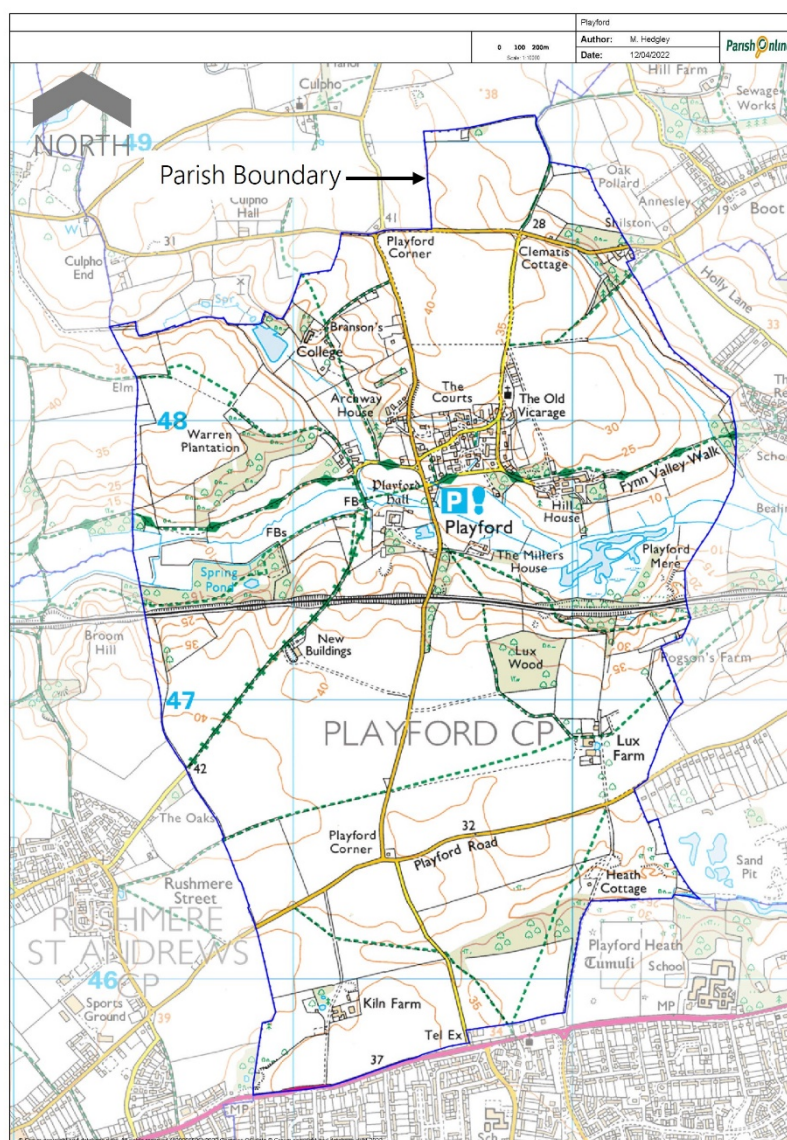 Playford
Author: M. Hedgley
Date: 12/04/2022
Parish Online
0 100 200m
Culpho
38
Hill Farm
Sewage
Works
NORTH
49
Parish Boundary
Oak
Pollard
Annesley
19
Boot
Culpho
Hall
W
31
41
28
Shilston
Culpho
End
Playford
Corner
Clematis
Cottage
Holly Lane
33
40
35
Spr
Branson's
College
36
Elm
Archway
House
The
Courts
The Old
Vicarage
48
Warren
Plantation
30
25
Fynn Valley Walk
10
FB
Playford
Hall
P
Playford
Hill
House
FBs
The Millers
House
Playford
Mere
Spring
Pond
Broom
Hill
New
Buildings
Lux
Wood
W
Pogson's Farm
47
40
PLAYFORD CP
Lux
Farm
42
The Oaks
Playford
Corner
32
Playford Road
Sand
Pit
Rushmere
Street
Heath
Cottage
RUSHMERE
ST ANDREWS
CP
46
Playford Heath
Tumuli
School
Sports
Ground
39
Kiln Farm
35
MP
Tel Ex
34
37
MP
Sch